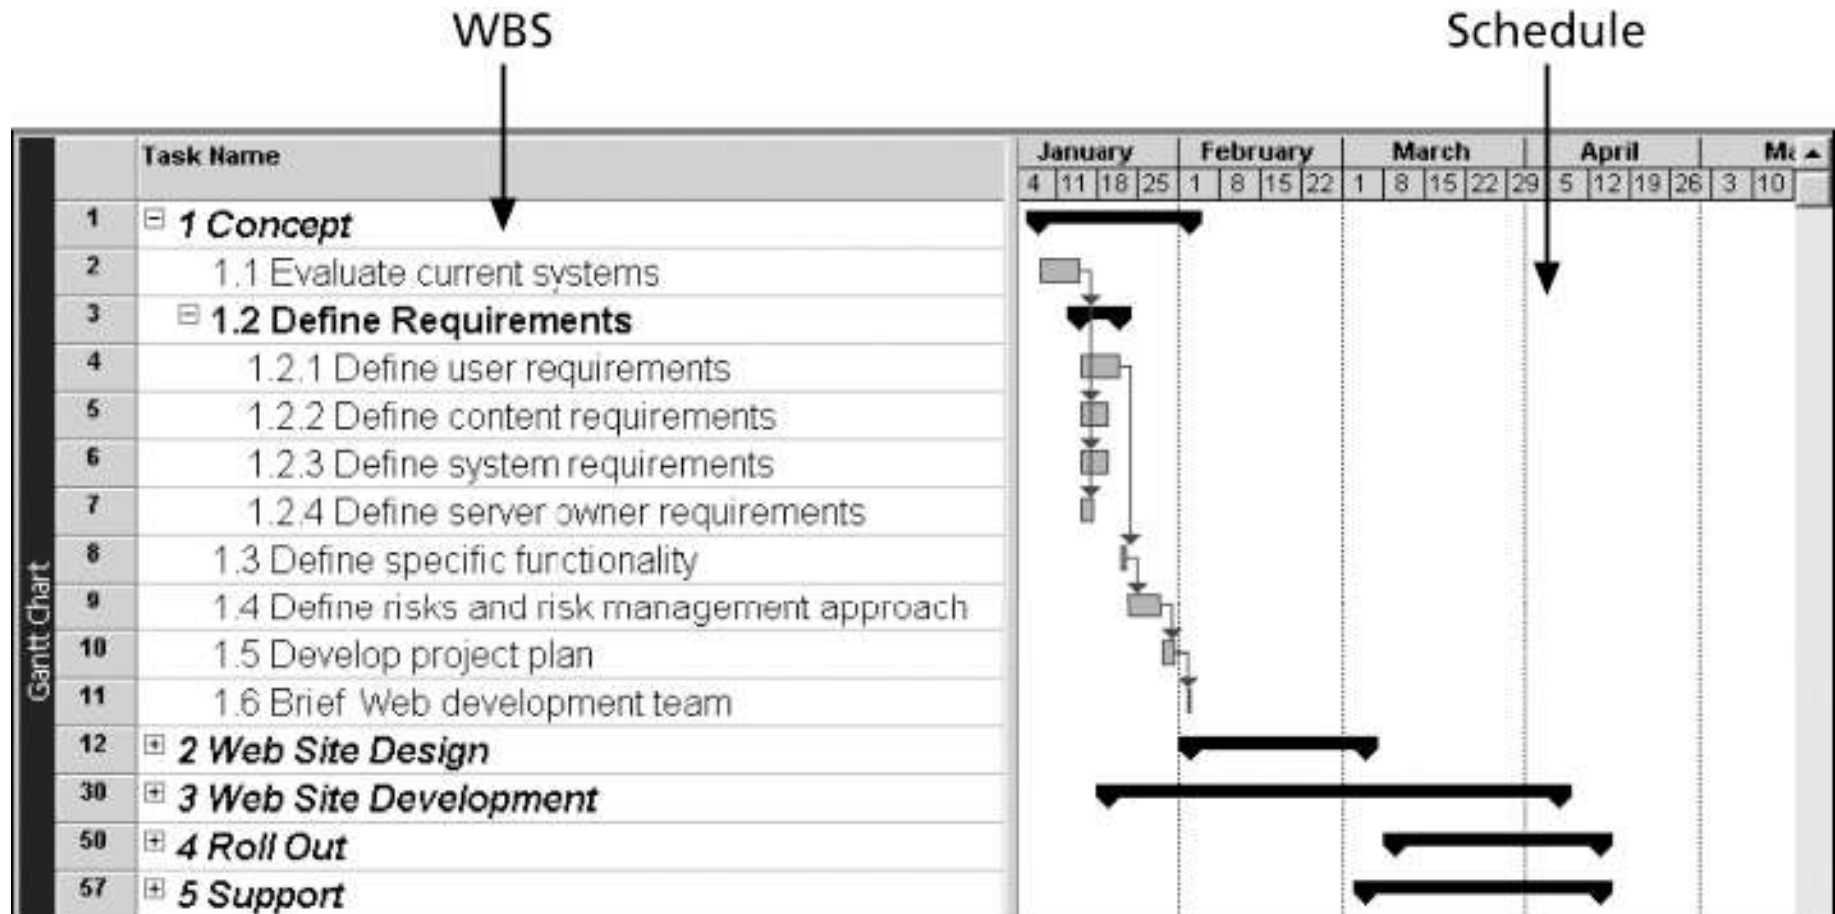 WBS Schedule
Task Name January February March April Ma
4 11 18 25 1 8 15 22 1 8 15 22 29 5 12 19 26 3 10
1 1 Concept
2 1.1 Evaluate current systems
3 1.2 Define Requirements
4 1.2.1 Define user requirements
5 1.2.2 Define content requirements
6 1.2.3 Define system requirements
7 1.2.4 Define server owner requirements
8 1.3 Define specific functionality
9 1.4 Define risks and risk management approach
10 1.5 Develop project plan
11 1.6 Brief Web development team
12 2 Web Site Design
30 3 Web Site Development
50 4 Roll Out
57 5 Support
Gantt Chart